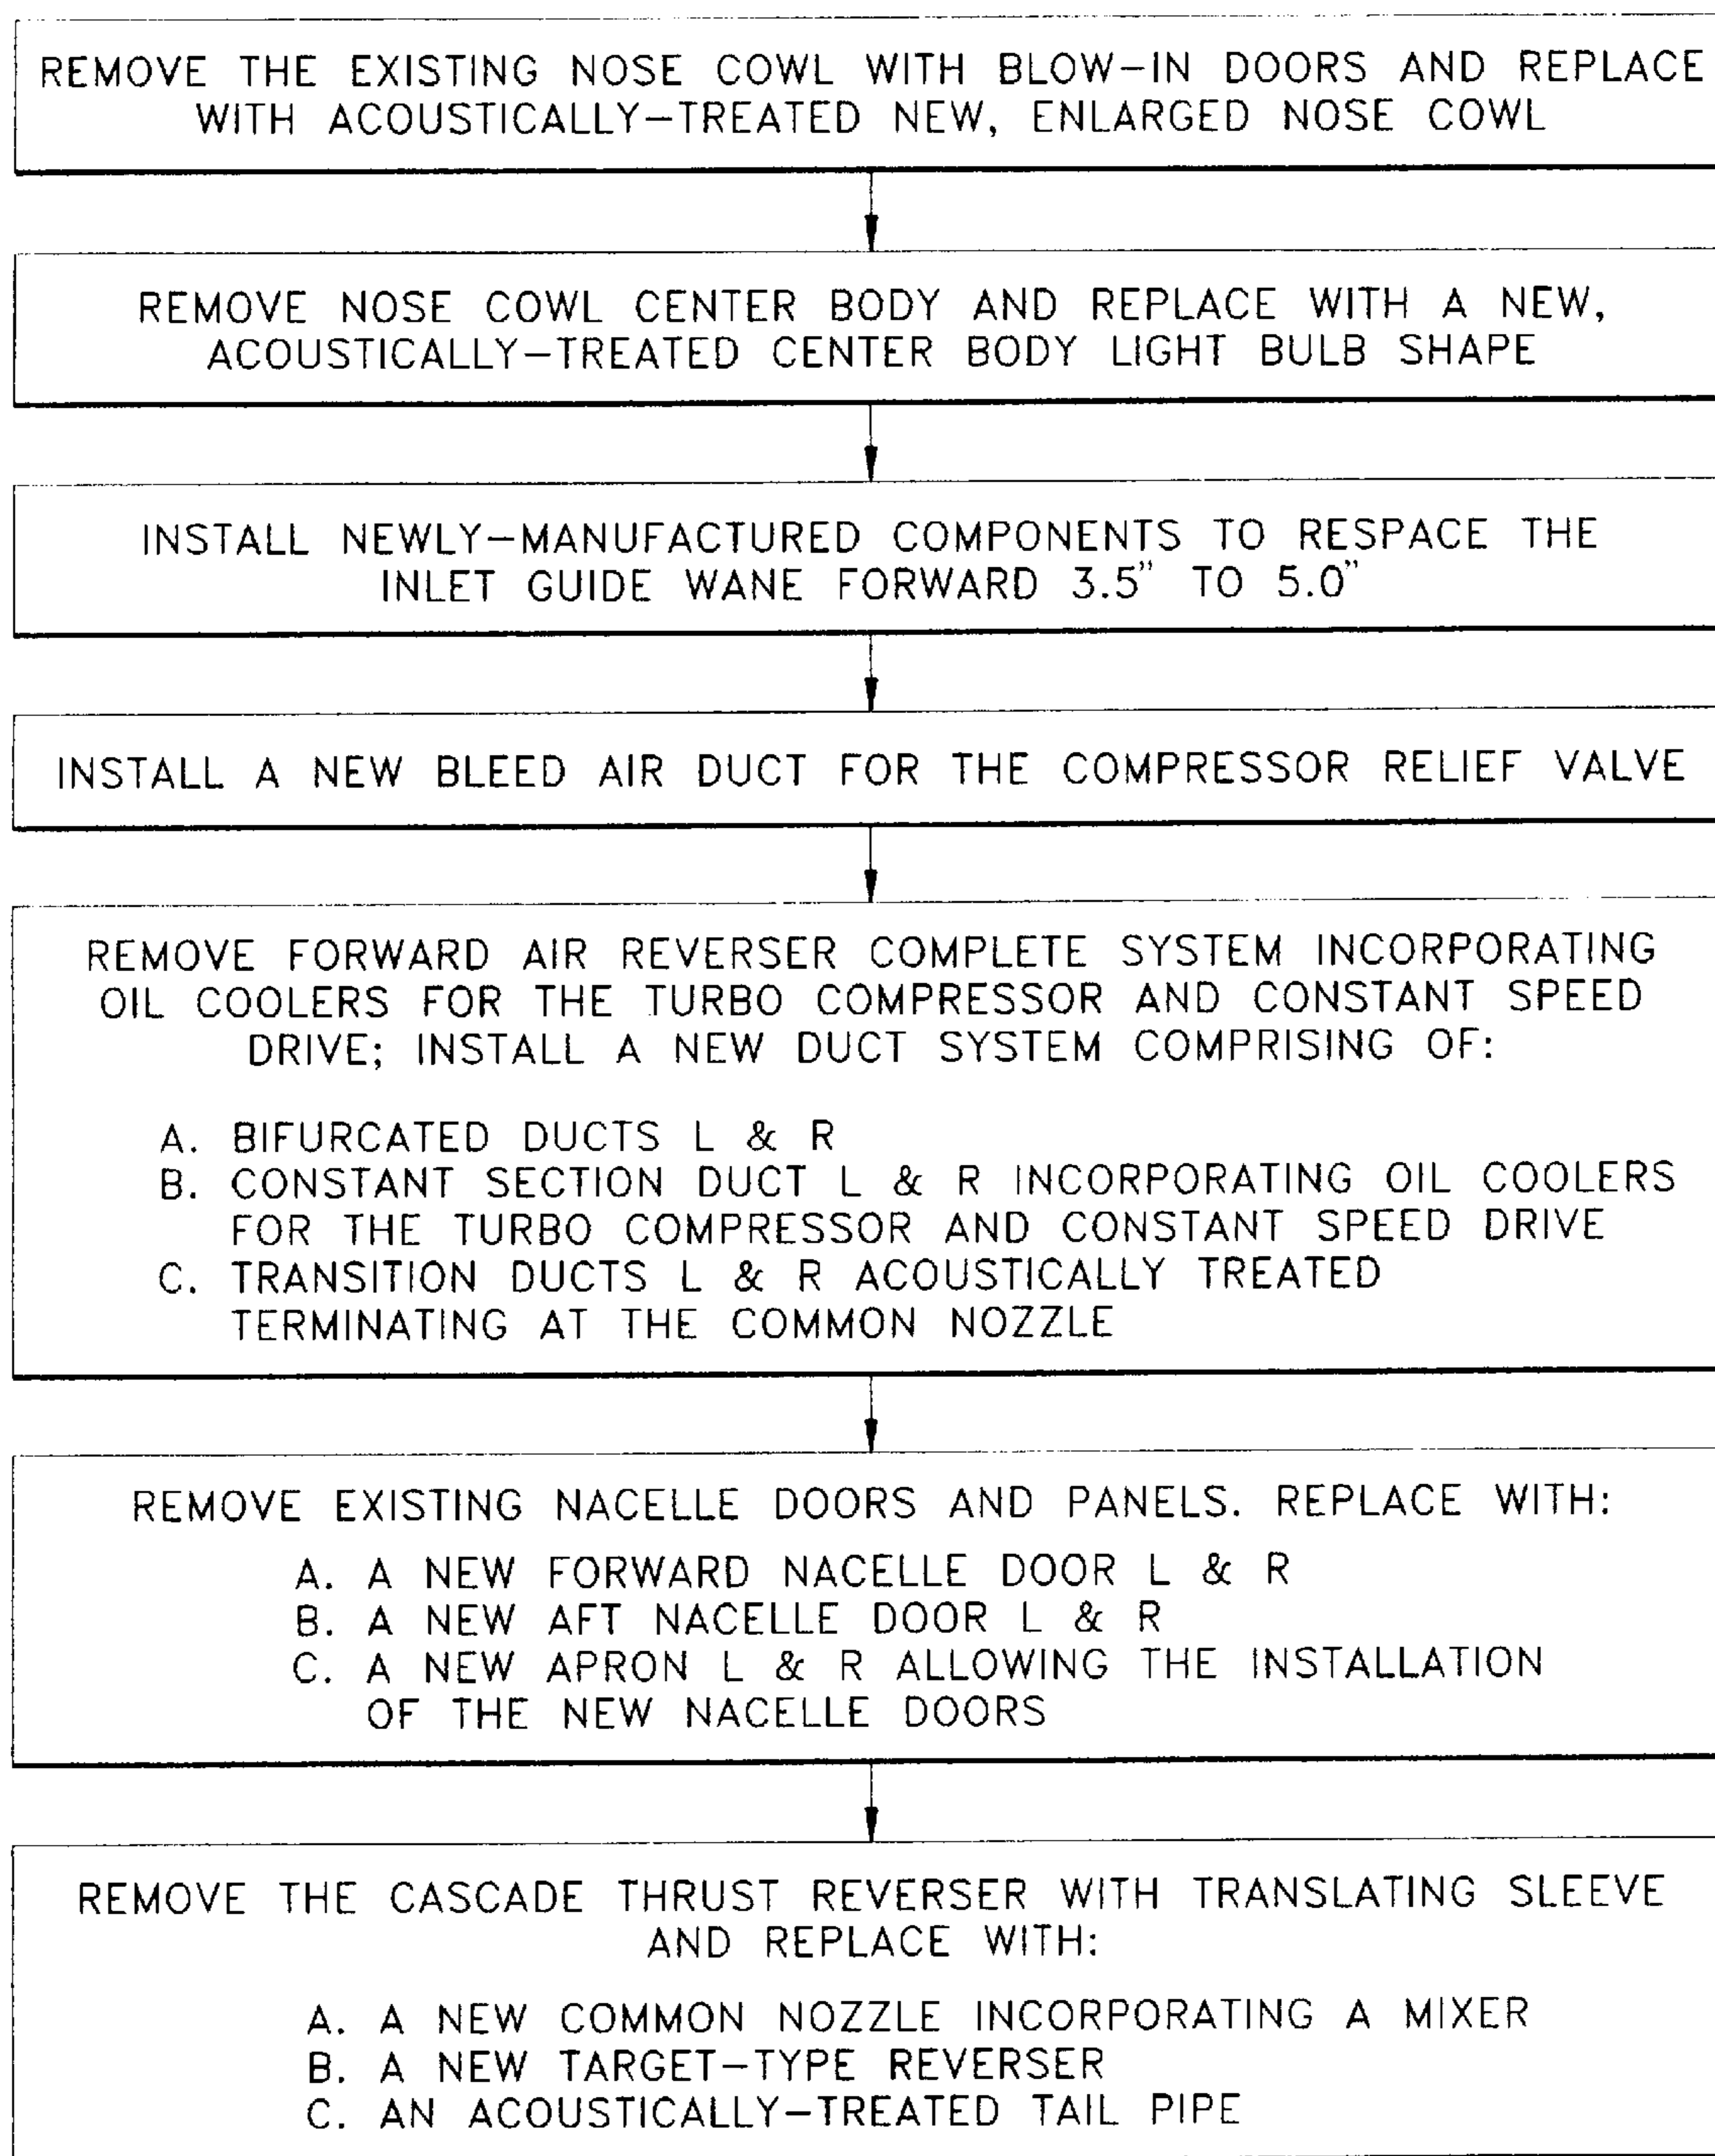 REMOVE THE EXISTING NOSE COWL WITH BLOW-IN DOORS AND REPLACE
WITH ACOUSTICALLY-TREATED NEW, ENLARGED NOSE COWL
REMOVE NOSE COWL CENTER BODY AND REPLACE WITH A NEW,
ACOUSTICALLY-TREATED CENTER BODY LIGHT BULB SHAPE
INSTALL NEWLY-MANUFACTURED COMPONENTS TO RESPACE THE
INLET GUIDE WANE FORWARD 3.5" TO 5.0"
INSTALL A NEW BLEED AIR DUCT FOR THE COMPRESSOR RELIEF VALVE
REMOVE FORWARD AIR REVERSER COMPLETE SYSTEM INCORPORATING
OIL COOLERS FOR THE TURBO COMPRESSOR AND CONSTANT SPEED
DRIVE; INSTALL A NEW DUCT SYSTEM COMPRISING OF:
A. BIFURCATED DUCTS L & R
B. CONSTANT SECTION DUCT L & R INCORPORATING OIL COOLERS
FOR THE TURBO COMPRESSOR AND CONSTANT SPEED DRIVE
C. TRANSITION DUCTS L & R ACOUSTICALLY TREATED
TERMINATING AT THE COMMON NOZZLE
REMOVE EXISTING NACELLE DOORS AND PANELS. REPLACE WITH:
A. A NEW FORWARD NACELLE DOOR L & R
B. A NEW AFT NACELLE DOOR L & R
C. A NEW APRON L & R ALLOWING THE INSTALLATION
OF THE NEW NACELLE DOORS
REMOVE THE CASCADE THRUST REVERSER WITH TRANSLATING SLEEVE
AND REPLACE WITH:
A. A NEW COMMON NOZZLE INCORPORATING A MIXER
B. A NEW TARGET-TYPE REVERSER
C. AN ACOUSTICALLY-TREATED TAIL PIPE